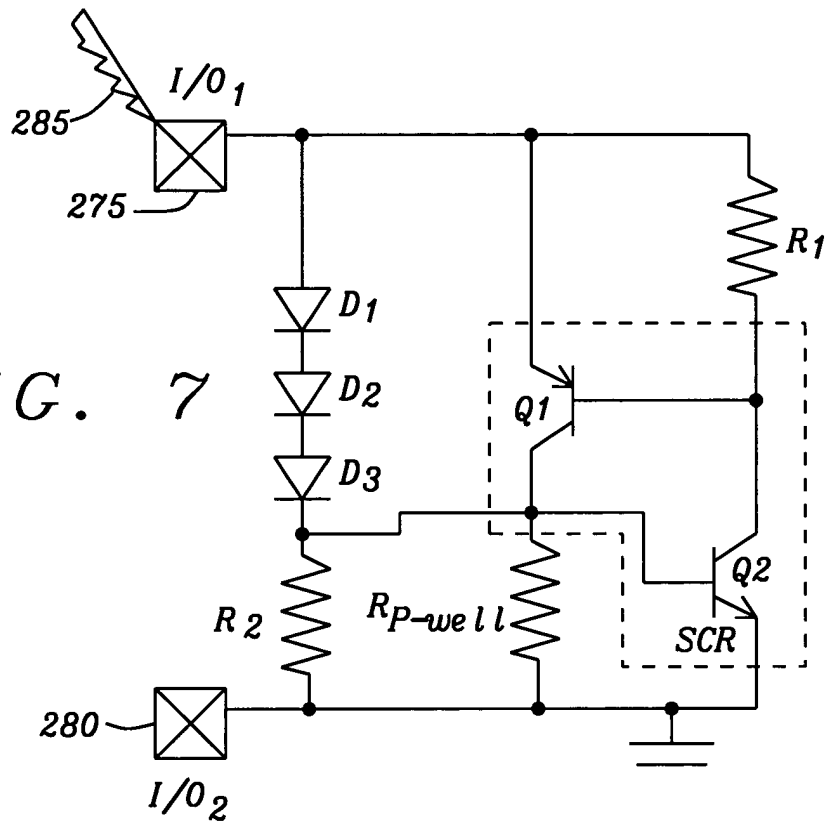 I/O1
285
275
R1
D1
G. 7
D2
Q1
D3
Q2
R2
RP-well
SCR
280
I/O2